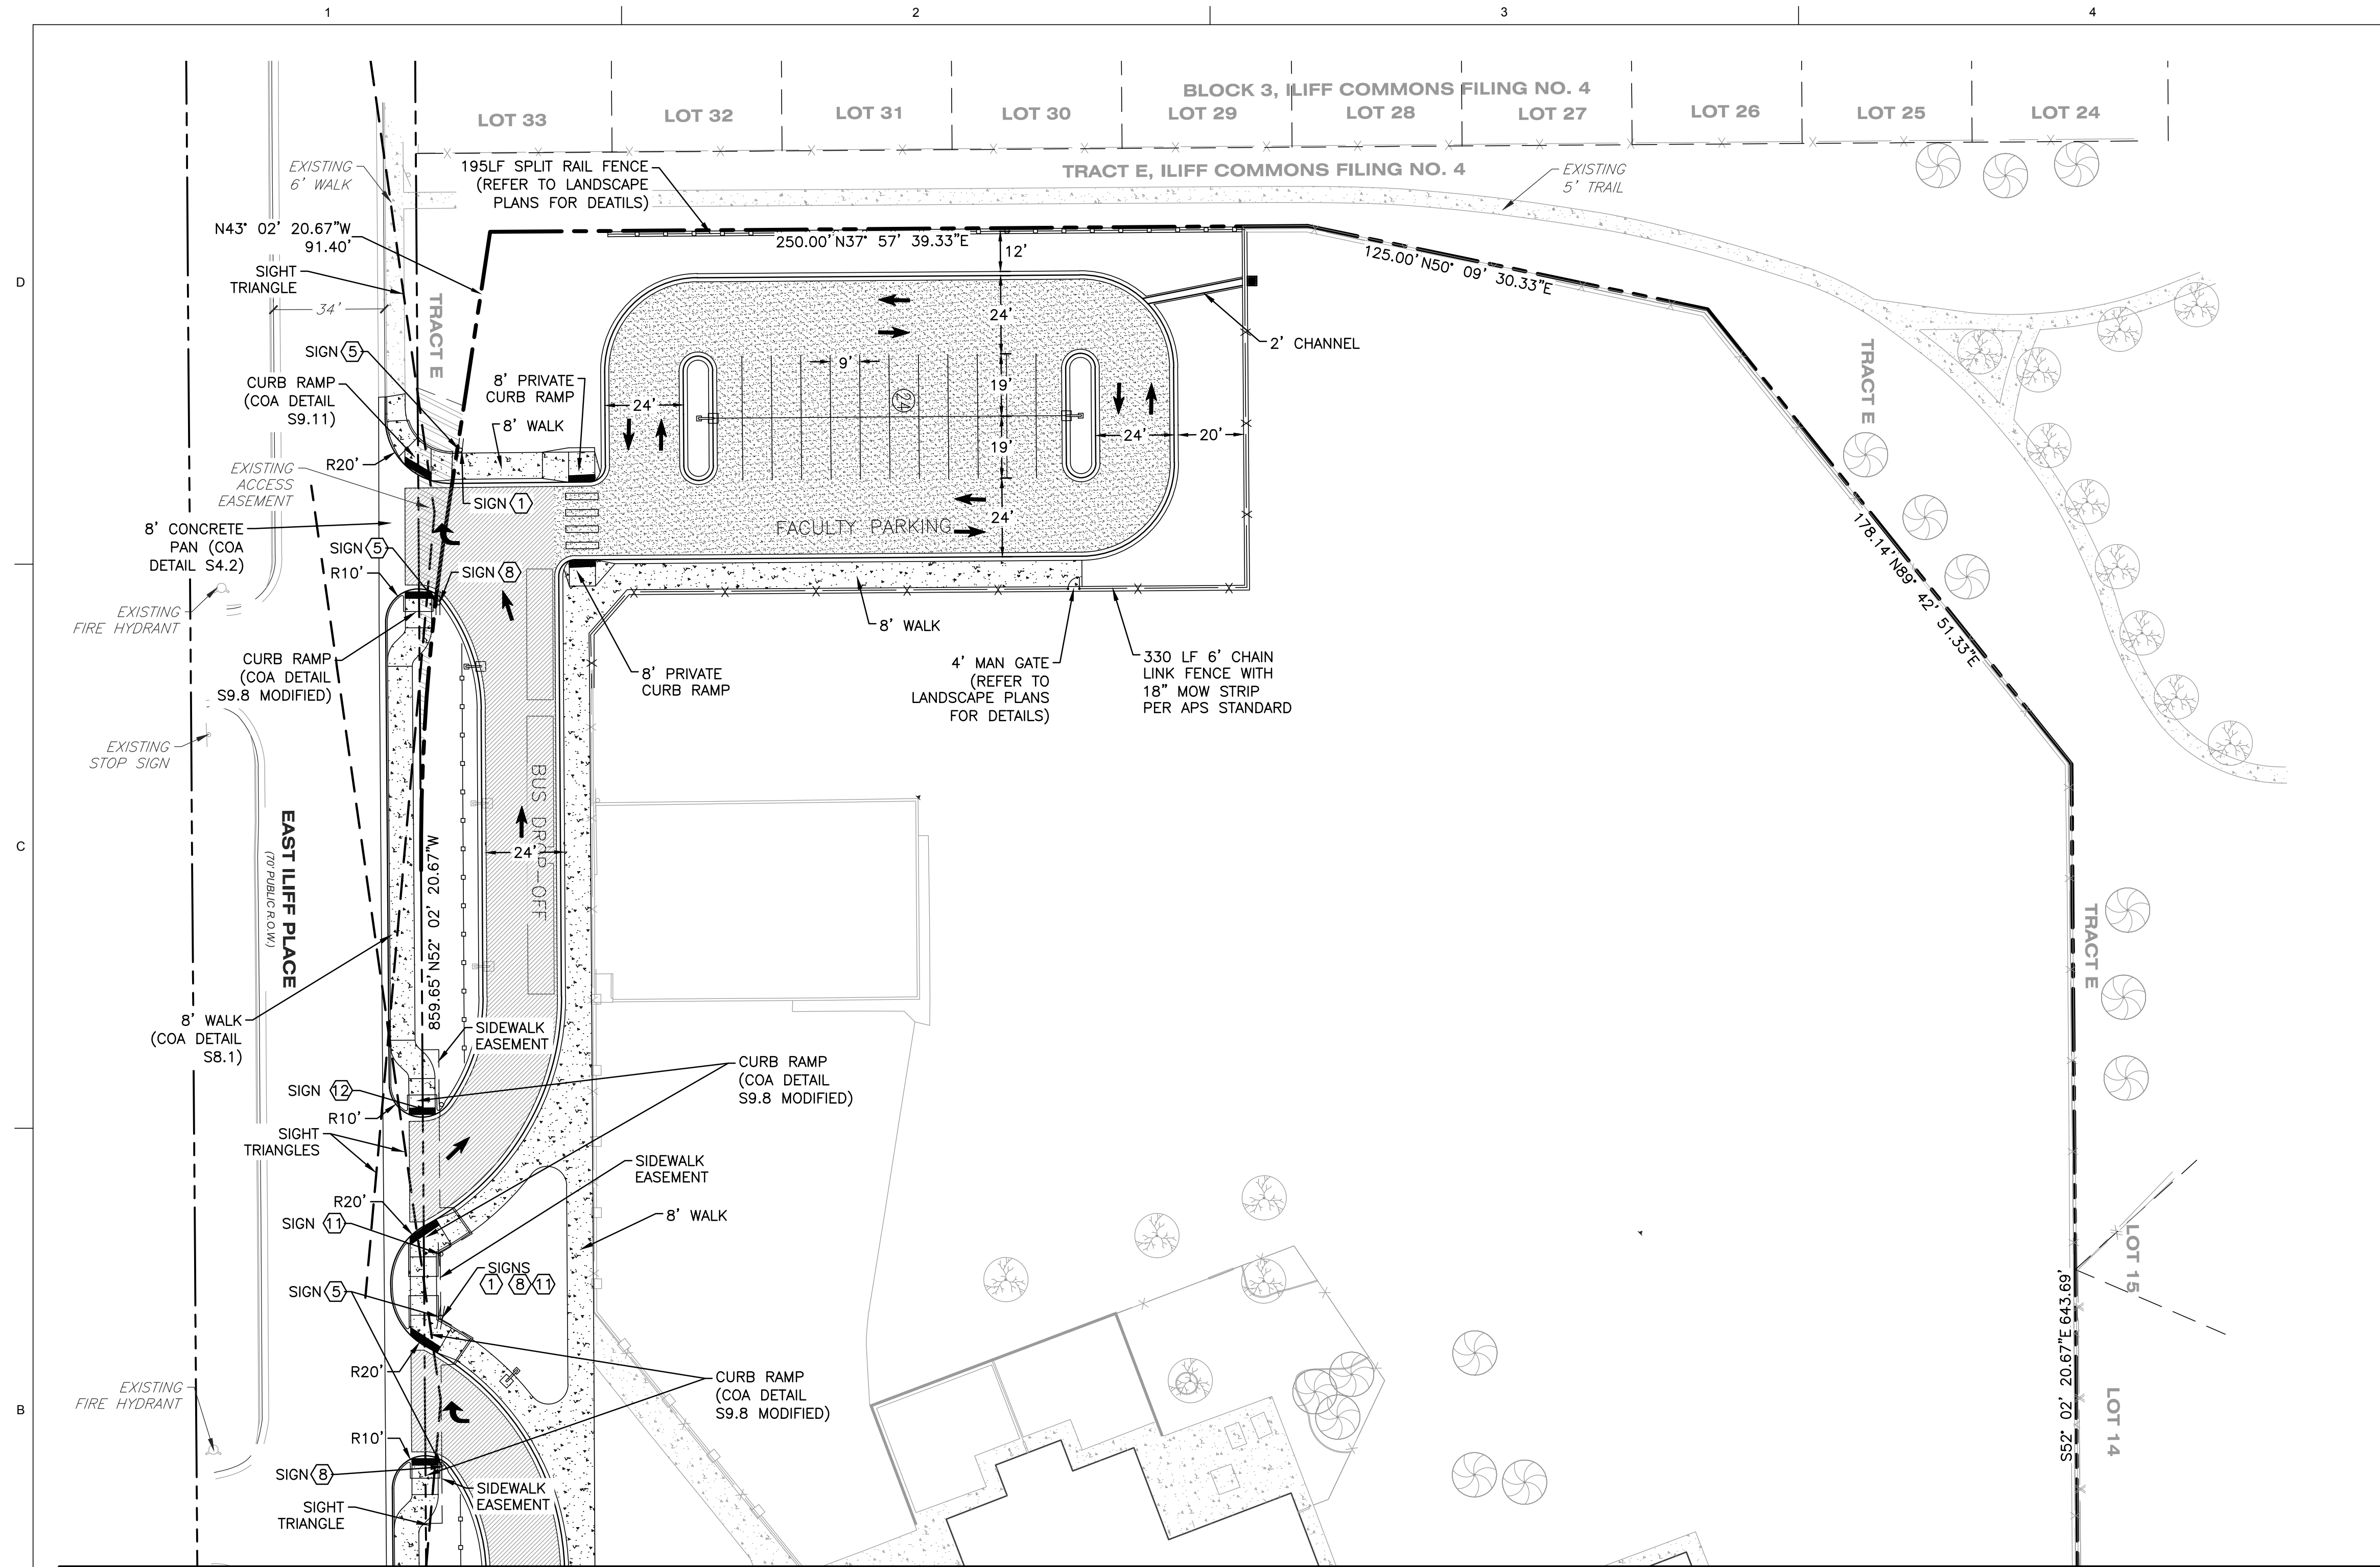 1
2
3
4
BLOCK 3, ILIFF COMMONS FILING NO. 4
LOT 33
LOT 32
LOT 31
LOT 30
LOT 29
LOT 28
LOT 27
LOT 26
LOT 25
LOT 24
EXISTING
6' WALK
195LF SPLIT RAIL FENCE
(REFER TO LANDSCAPE
PLANS FOR DEATILS)
TRACT E, ILIFF COMMONS FILING NO. 4
EXISTING
5' TRAIL
N43° 02' 20.67"W
91.40'
250.00' N37° 57' 39.33"E
12'
125.00' N50° 09' 30.33"E
D
SIGHT
TRIANGLE
34'
TRACT E
24'
2' CHANNEL
SIGN 5
9'
19'
TRACT E
CURB RAMP
(COA DETAIL
S9.11)
8' PRIVATE
CURB RAMP
24'
24
8' WALK
19'
24'
20'
R20'
EXISTING
ACCESS
EASEMENT
SIGN 1
24'
FACULTY PARKING
8' CONCRETE
PAN (COA
DETAIL S4.2)
SIGN 5
R10'
SIGN 8
178.14' N89° 42' 51.33"E
EXISTING
FIRE HYDRANT
8' WALK
CURB RAMP
(COA DETAIL
S9.8 MODIFIED)
8' PRIVATE
CURB RAMP
4' MAN GATE
(REFER TO
LANDSCAPE PLANS
FOR DETAILS)
330 LF 6' CHAIN
LINK FENCE WITH
18" MOW STRIP
PER APS STANDARD
EXISTING
STOP SIGN
BUS DROP-OFF
24'
C
EAST ILIFF PLACE
(70' PUBLIC R.O.W.)
859.65' N52° 02' 20.67"W
TRACT E
8' WALK
(COA DETAIL
S8.1)
SIDEWALK
EASEMENT
CURB RAMP
(COA DETAIL
S9.8 MODIFIED)
SIGN 12
R10'
SIGHT
TRIANGLES
SIDEWALK
EASEMENT
R20'
SIGN 11
8' WALK
LOT 15
SIGNS
1 8 11
SIGN 5
S52° 02' 20.67"E 643.69'
R20'
CURB RAMP
(COA DETAIL
S9.8 MODIFIED)
EXISTING
FIRE HYDRANT
B
LOT 14
R10'
SIGN 8
SIDEWALK
EASEMENT
SIGHT
TRIANGLE